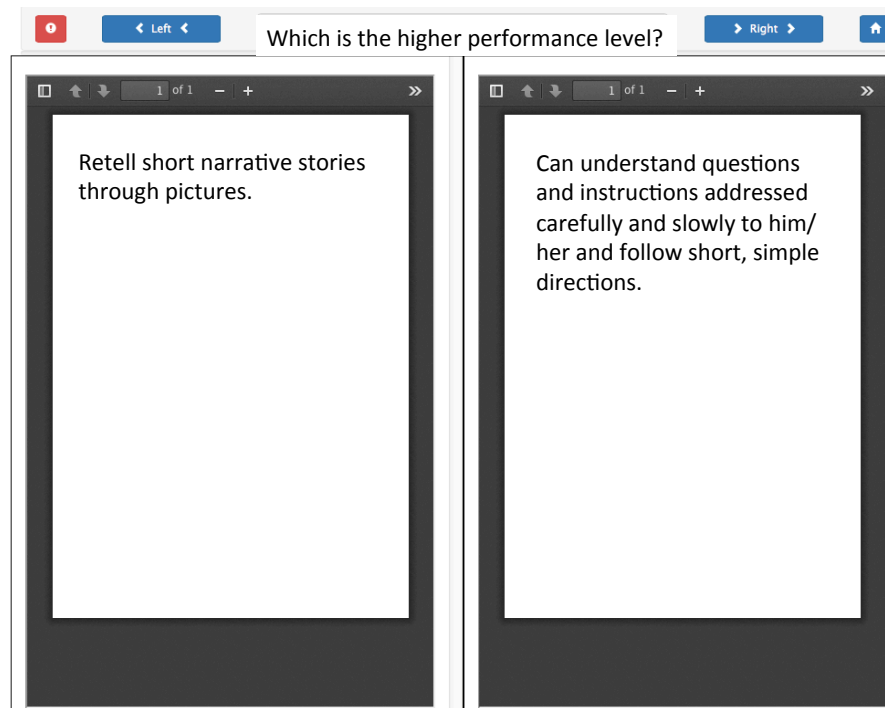 Left
Which is the higher performance level?
Right
1 of 1
Retell short narrative stories
through pictures.
1 of 1
Can understand questions
and instructions addressed
carefully and slowly to him/
her and follow short, simple
directions.